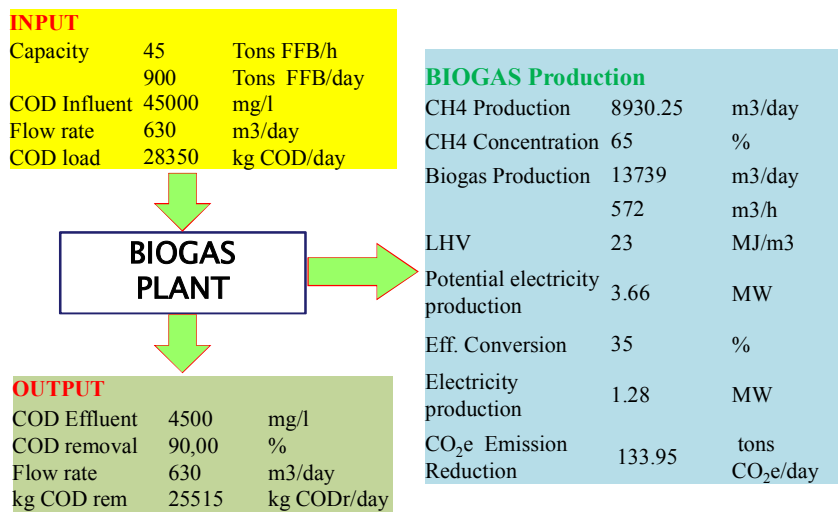 INPUT
Capacity 45 Tons FFB/h
900 Tons FFB/day
COD Influent 45000 mg/l
Flow rate 630 m3/day
COD load 28350 kg COD/day
BIOGAS
PLANT
OUTPUT
COD Effluent 4500 mg/l
COD removal 90,00 %
Flow rate 630 m3/day
kg COD rem 25515 kg CODr/day
BIOGAS Production
CH4 Production 8930.25 m3/day
CH4 Concentration 65 %
Biogas Production 13739 m3/day
572 m3/h
LHV 23 MJ/m3
Potential electricity
production 3.66 MW
Eff. Conversion 35 %
Electricity
production 1.28 MW
CO₂e Emission tons
Reduction 133.95 CO₂e/day